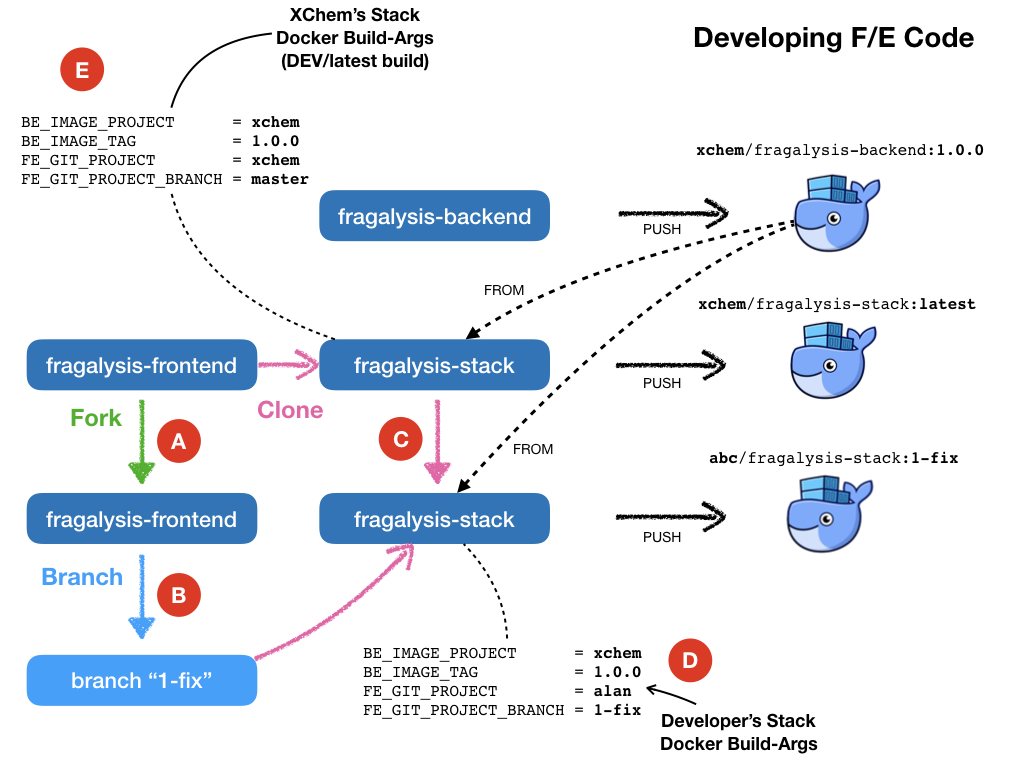 XChem’s Stack
Docker Build-Args
(DEV/latest build)
Developing F/E Code
E
BE_IMAGE_PROJECT = xchem
BE_IMAGE_TAG = 1.0.0
FE_GIT_PROJECT = xchem
FE_GIT_PROJECT_BRANCH = master
xchem/fragalysis-backend:1.0.0
fragalysis-backend
PUSH
FROM
xchem/fragalysis-stack:latest
fragalysis-frontend
fragalysis-stack
PUSH
Fork
Clone
A
C
FROM
abc/fragalysis-stack:1-fix
fragalysis-frontend
fragalysis-stack
PUSH
Branch
B
branch “1-fix”
BE_IMAGE_PROJECT = xchem
BE_IMAGE_TAG = 1.0.0
FE_GIT_PROJECT = alan
FE_GIT_PROJECT_BRANCH = 1-fix
D
Developer’s Stack
Docker Build-Args